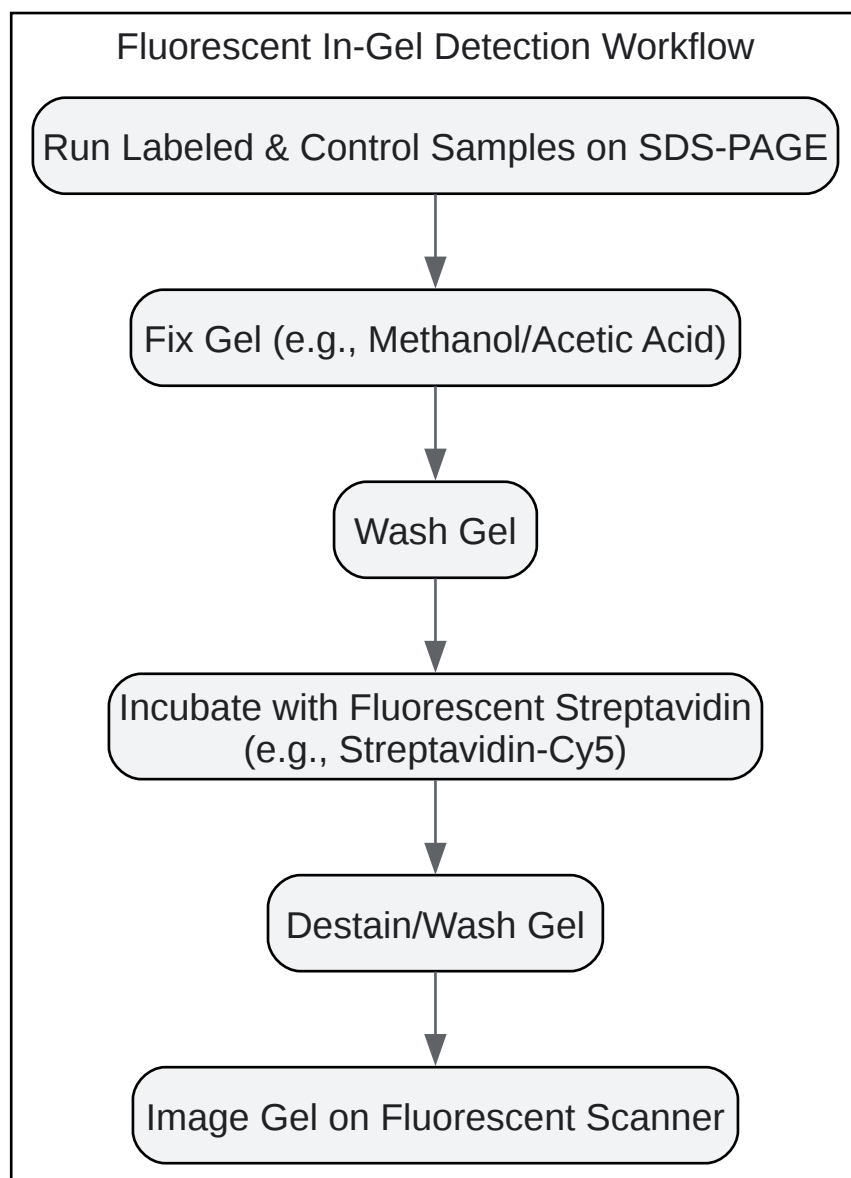 Fluorescent In-Gel Detection Workflow
Run Labeled & Control Samples on SDS-PAGE
Fix Gel (e.g., Methanol/Acetic Acid)
Wash Gel
Incubate with Fluorescent Streptavidin
(e.g., Streptavidin-Cy5)
Destain/Wash Gel
Image Gel on Fluorescent Scanner